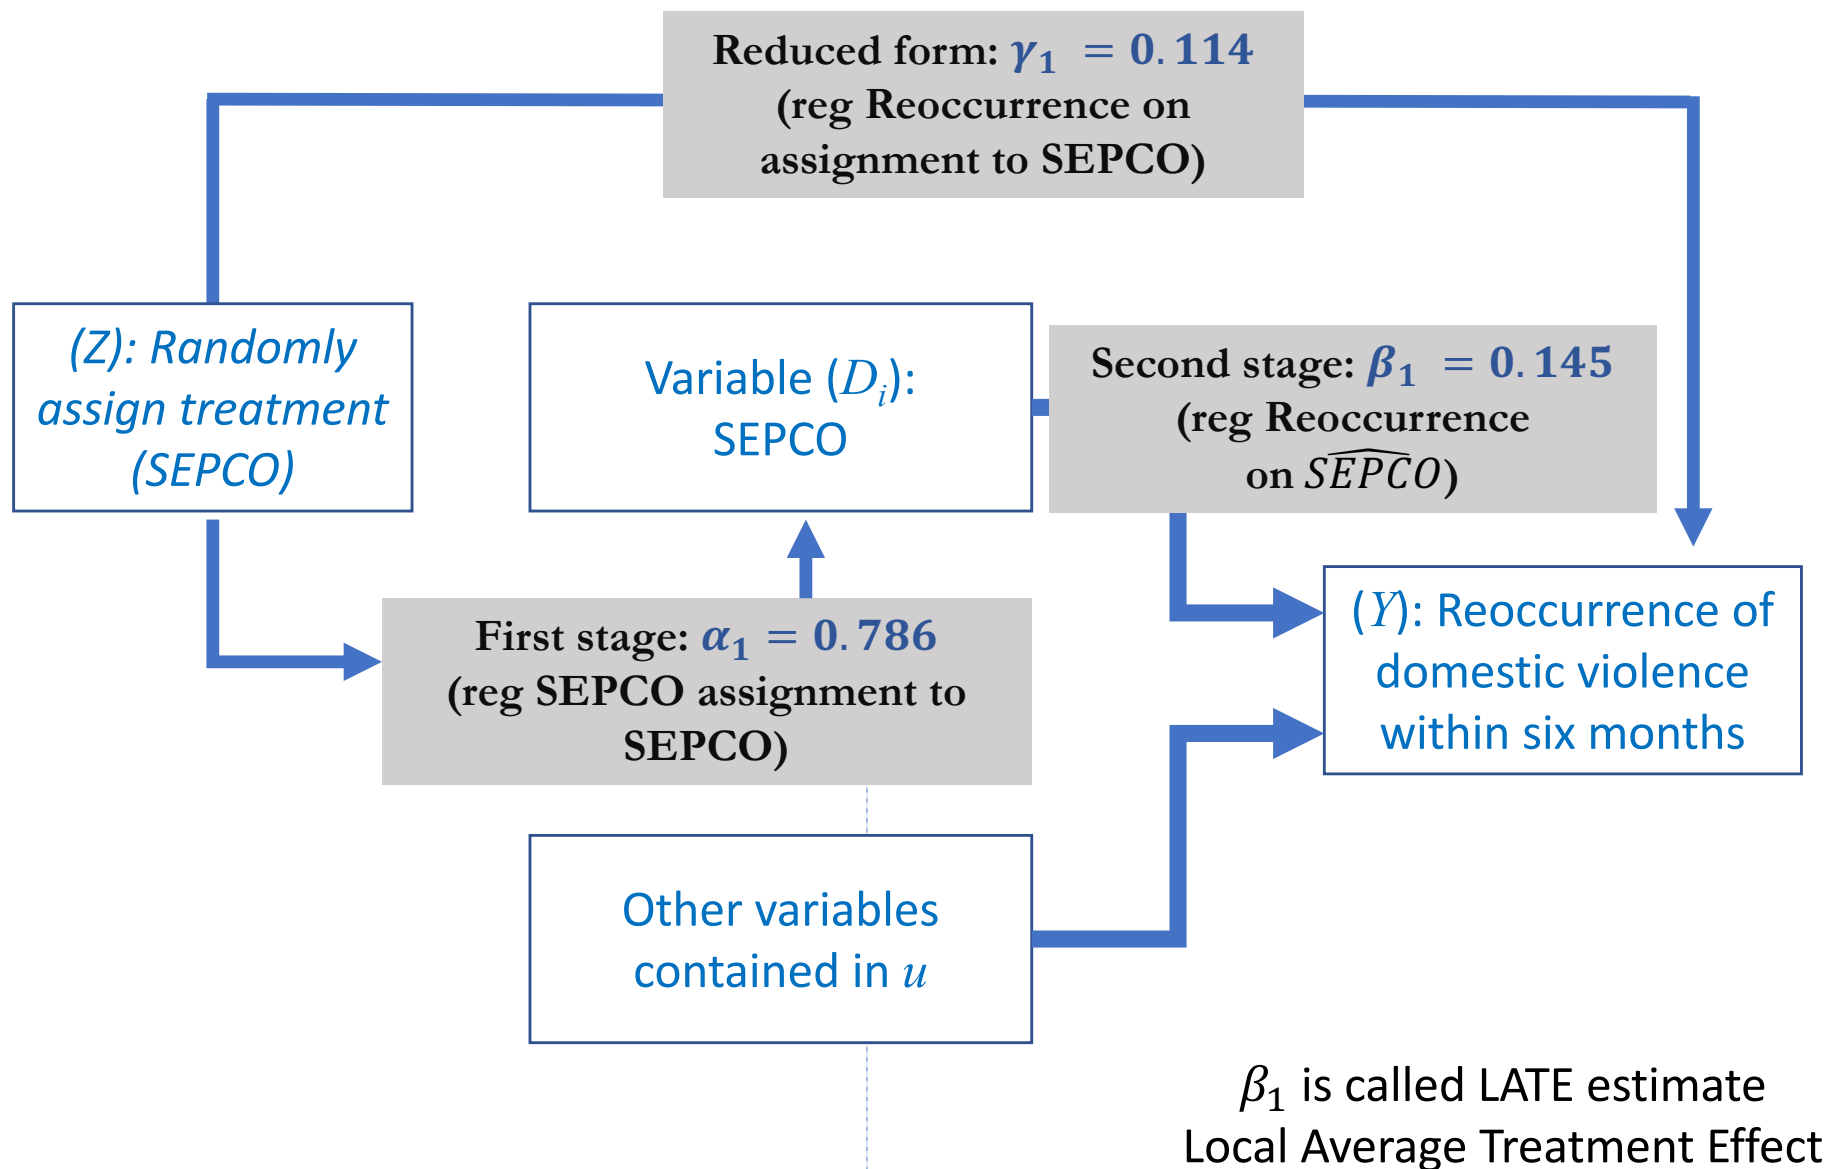 Reduced form: γ₁ = 0.114
(reg Reoccurrence on
assignment to SEPCO)
(Z): Randomly
assign treatment
(SEPCO)
Variable (Dᵢ):
SEPCO
Second stage: β₁ = 0.145
(reg Reoccurrence
on \widehat{SEPCO})
First stage: α₁ = 0.786
(reg SEPCO assignment to
SEPCO)
(Y): Reoccurrence of
domestic violence
within six months
Other variables
contained in u
β₁ is called LATE estimate
Local Average Treatment Effect